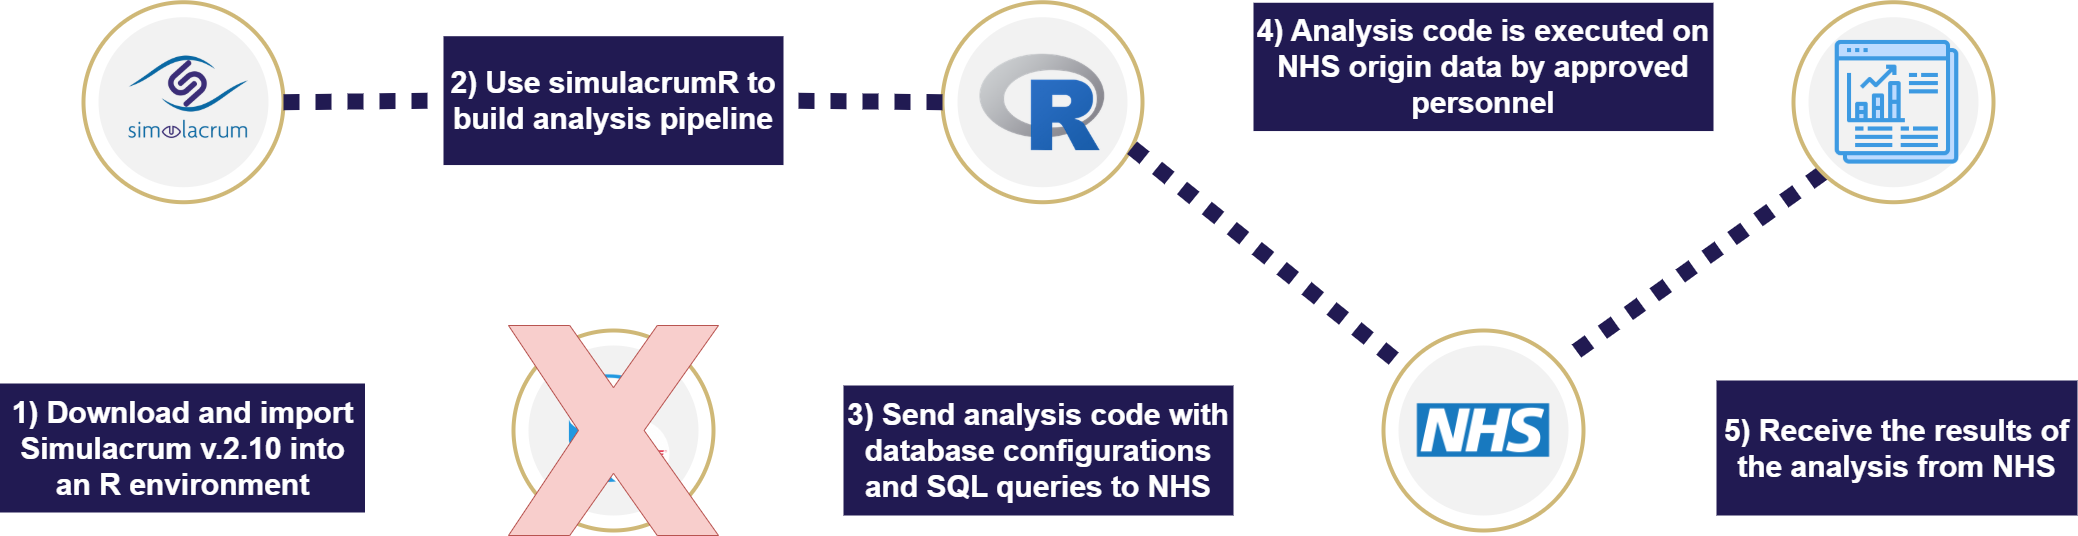 simulacrum
2) Use simulacrumR to
build analysis pipeline
R
4) Analysis code is executed on
NHS origin data by approved
personnel
1) Download and import
Simulacrum v.2.10 into
an R environment
3) Send analysis code with
database configurations
and SQL queries to NHS
NHS
5) Receive the results of
the analysis from NHS